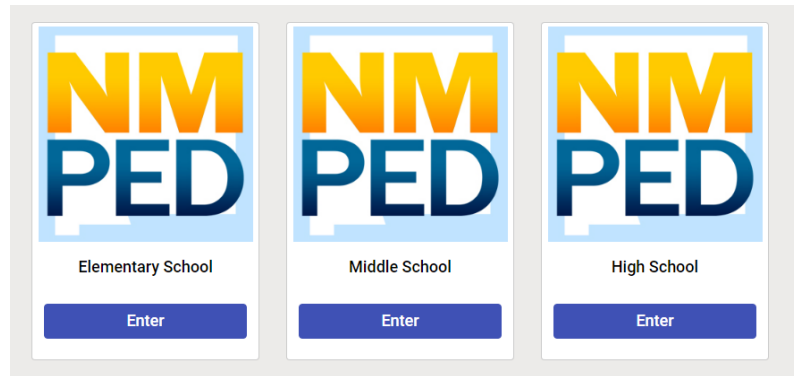 NM
PED
Elementary School
Enter
NM
PED
Middle School
Enter
NM
PED
High School
Enter